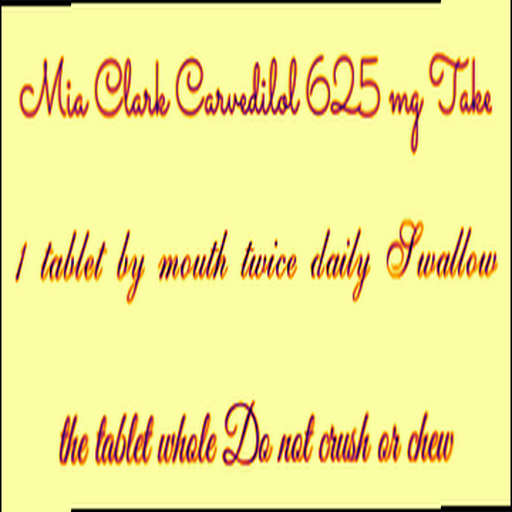 Mia Clark Carvedilol 625 mg Take
1 tablet by mouth twice daily Swallow
the tablet whole Do not crush or chew